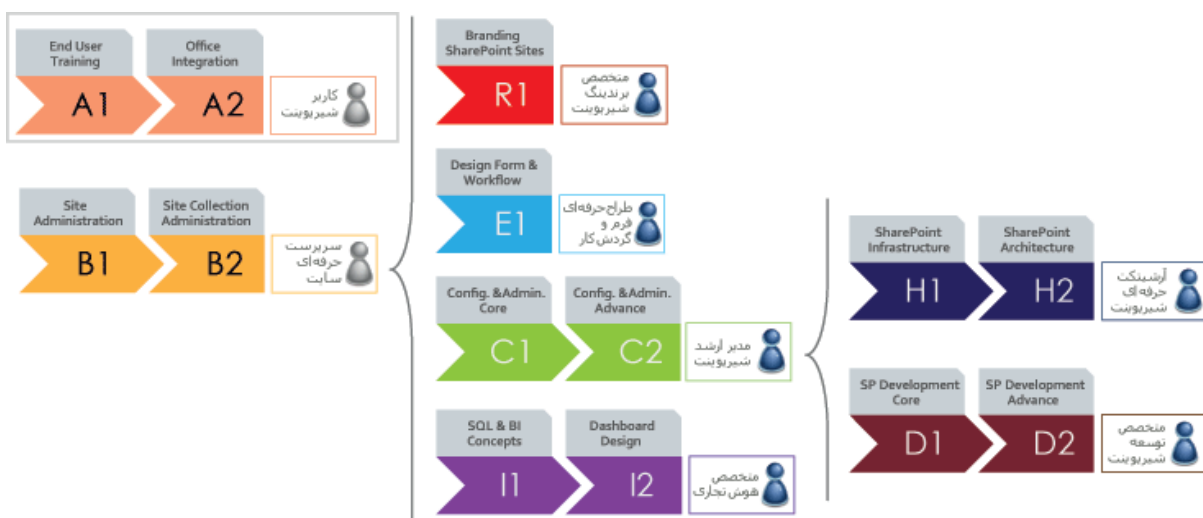 End User
Training
A1
Office
Integration
A2
کاربر
شیرپوینت
Site
Administration
B1
Site Collection
Administration
B2
سرپرست
حرفه‌ای
سایت
Branding
SharePoint Sites
R1
متخصص
برندینگ
شیرپوینت
Design Form &
Workflow
E1
طراح حرفه‌ای
فرم و
گردش کار
Config. &Admin.
Core
C1
Config. &Admin.
Advance
C2
مدیر ارشد
شیرپوینت
SQL & BI
Concepts
I1
Dashboard
Design
I2
متخصص
هوش تجاری
SharePoint
Infrastructure
H1
SharePoint
Architecture
H2
آرشیتکت
حرفه ای
شیرپوینت
SP Development
Core
D1
SP Development
Advance
D2
متخصص
توسعه
شیرپوینت